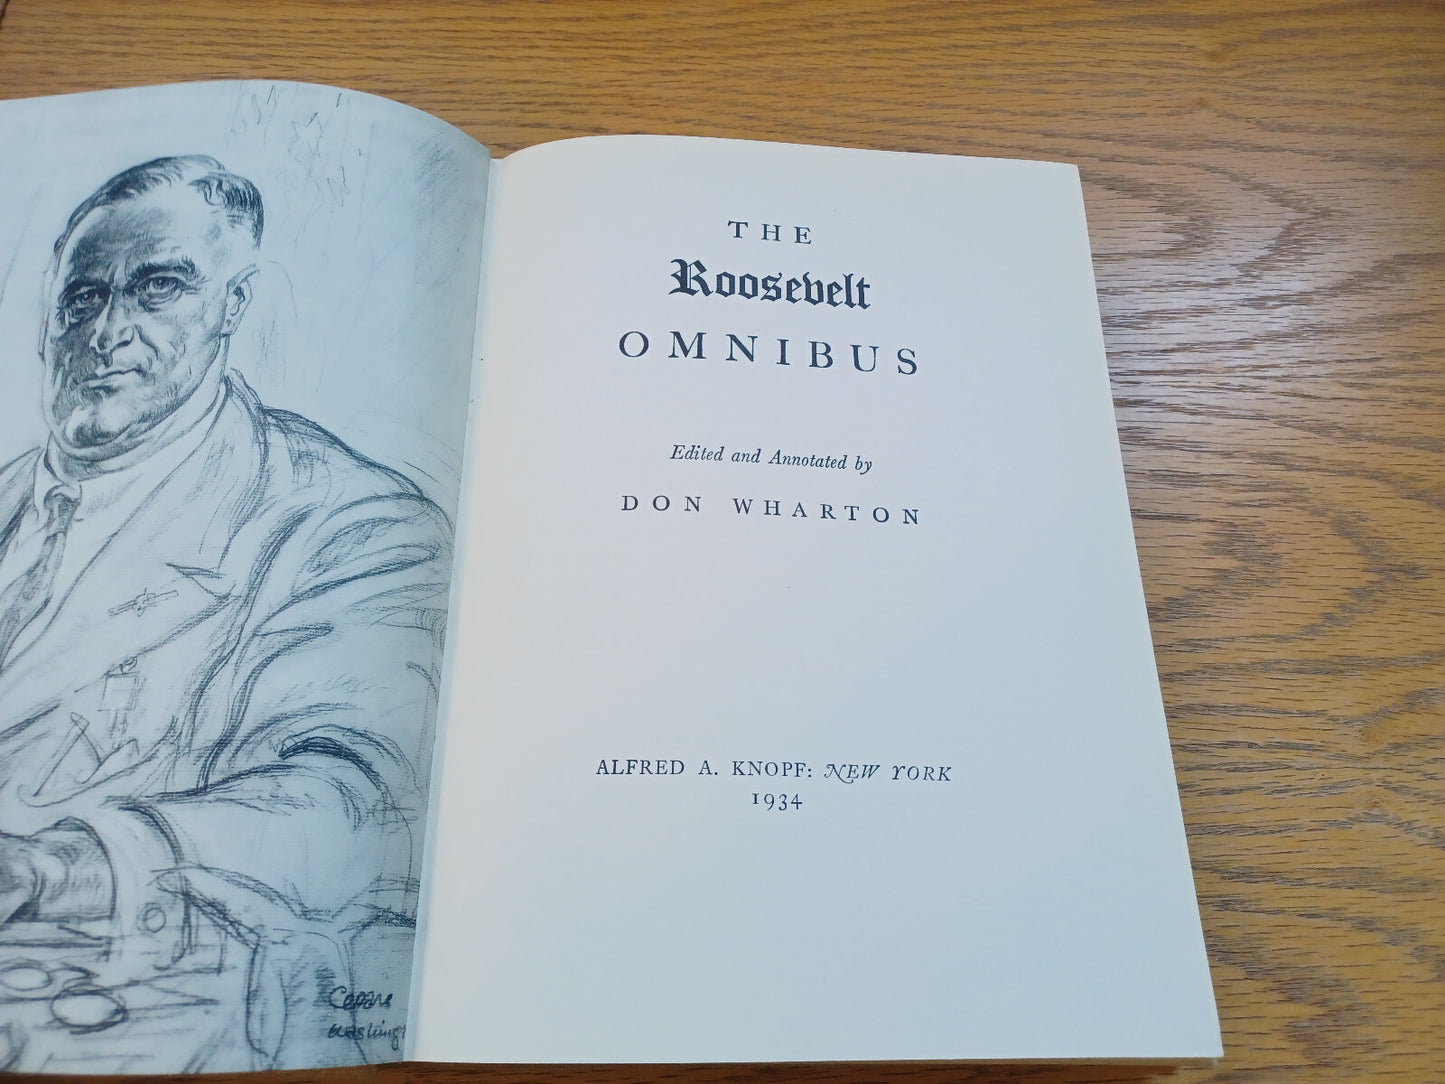 THE
Roosevelt
OMNIBUS
Edited and Annotated by
DON WHARTON
ALFRED A. KNOPF: NEW YORK
1934